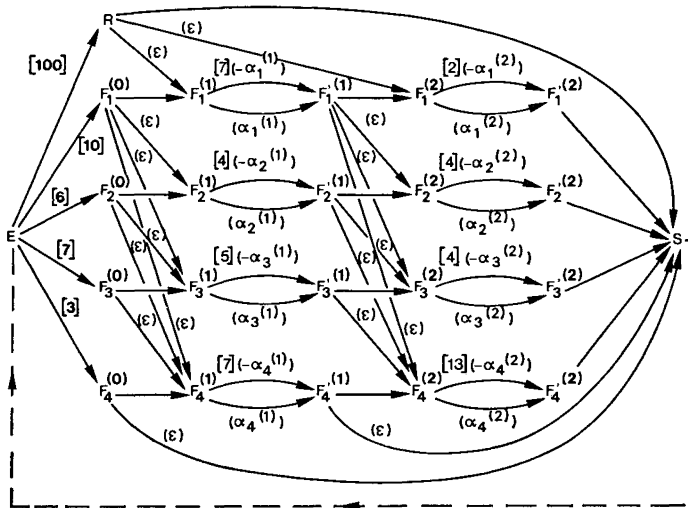 R
(ε) (ε) (1) (ε)
[100] [7](-α₁⁽¹⁾) [2](-α₁⁽²⁾)
F₁⁽⁰⁾ F₁⁽¹⁾ F'₁⁽¹⁾ F₁⁽²⁾ F'₁⁽²⁾
[10] (ε) (α₁⁽¹⁾) (ε) (α₁⁽²⁾)
(ε) [4](-α₂⁽¹⁾) (ε) [4](-α₂⁽²⁾)
[6] F₂⁽⁰⁾ F₂⁽¹⁾ F'₂⁽¹⁾ F₂⁽²⁾ F'₂⁽²⁾
(ε) (ε) (α₂⁽¹⁾) (ε) (ε) (α₂⁽²⁾)
E S
[7] [5](-α₃⁽¹⁾) [4](-α₃⁽²⁾)
F₃⁽⁰⁾ F₃⁽¹⁾ F'₃⁽¹⁾ F₃⁽²⁾ F'₃⁽²⁾
[3] (ε) (ε) (α₃⁽¹⁾) (ε) (ε) (α₃⁽²⁾)
[7](-α₄⁽¹⁾) [13](-α₄⁽²⁾)
F₄⁽⁰⁾ F₄⁽¹⁾ F'₄⁽¹⁾ F₄⁽²⁾ F'₄⁽²⁾
(ε) (α₄⁽¹⁾) (ε) (α₄⁽²⁾)